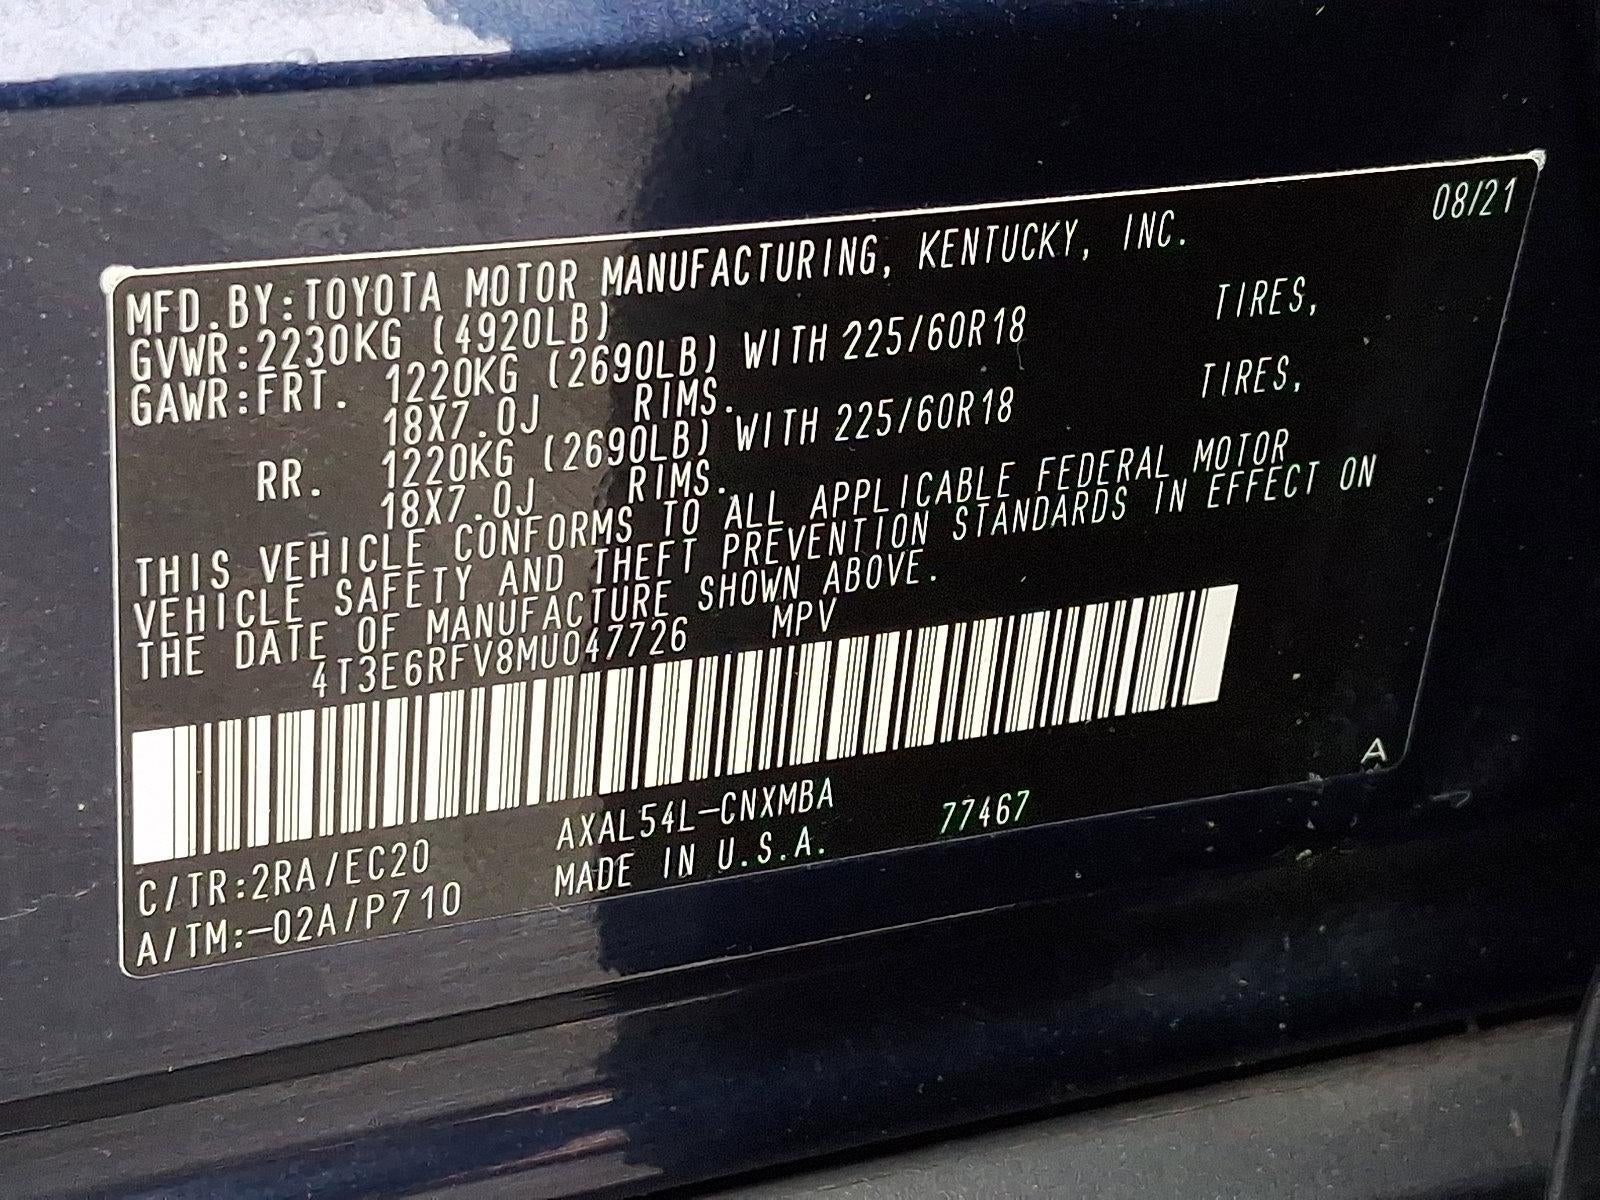 08/21
MFD.BY:TOYOTA MOTOR MANUFACTURING, KENTUCKY, INC.
GVWR:2230KG (4920LB)
GAWR:FRT. 1220KG (2690LB) WITH 225/60R18 TIRES,
18X7.0J RIMS.
RR. 1220KG (2690LB) WITH 225/60R18 TIRES,
18X7.0J RIMS.
THIS VEHICLE CONFORMS TO ALL APPLICABLE FEDERAL MOTOR
VEHICLE SAFETY AND THEFT PREVENTION STANDARDS IN EFFECT ON
THE DATE OF MANUFACTURE SHOWN ABOVE.
4T3E6RFV8MU047726 MPV
A
C/TR:2RA/EC20 AXAL54L-CNXMBA 77467
A/TM:-02A/P710 MADE IN U.S.A.